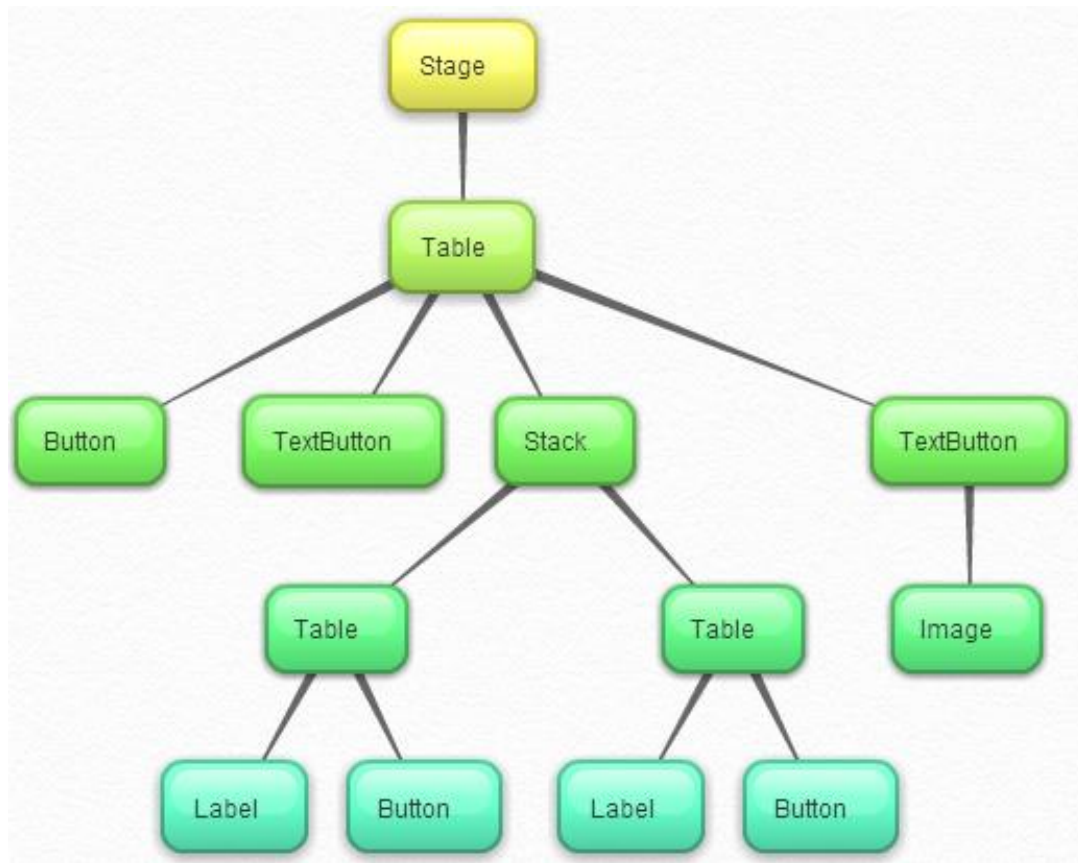 Stage
Table
Button
TextButton
Stack
TextButton
Table
Table
Image
Label
Button
Label
Button